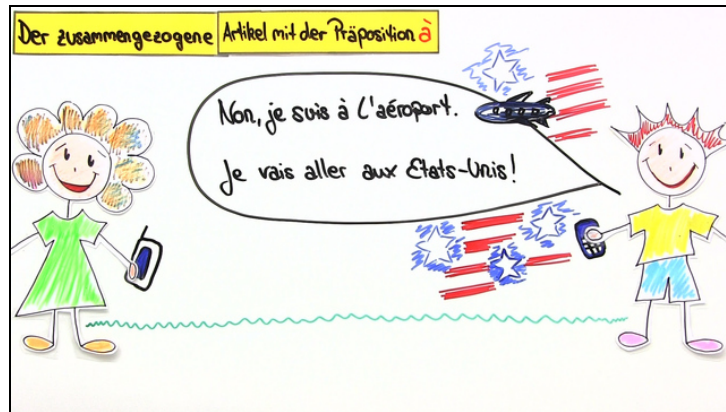 Der zusammengezogene Artikel mit der Präposition à
Non, je suis à l'aéroport.
Je vais aller aux Etats-Unis!